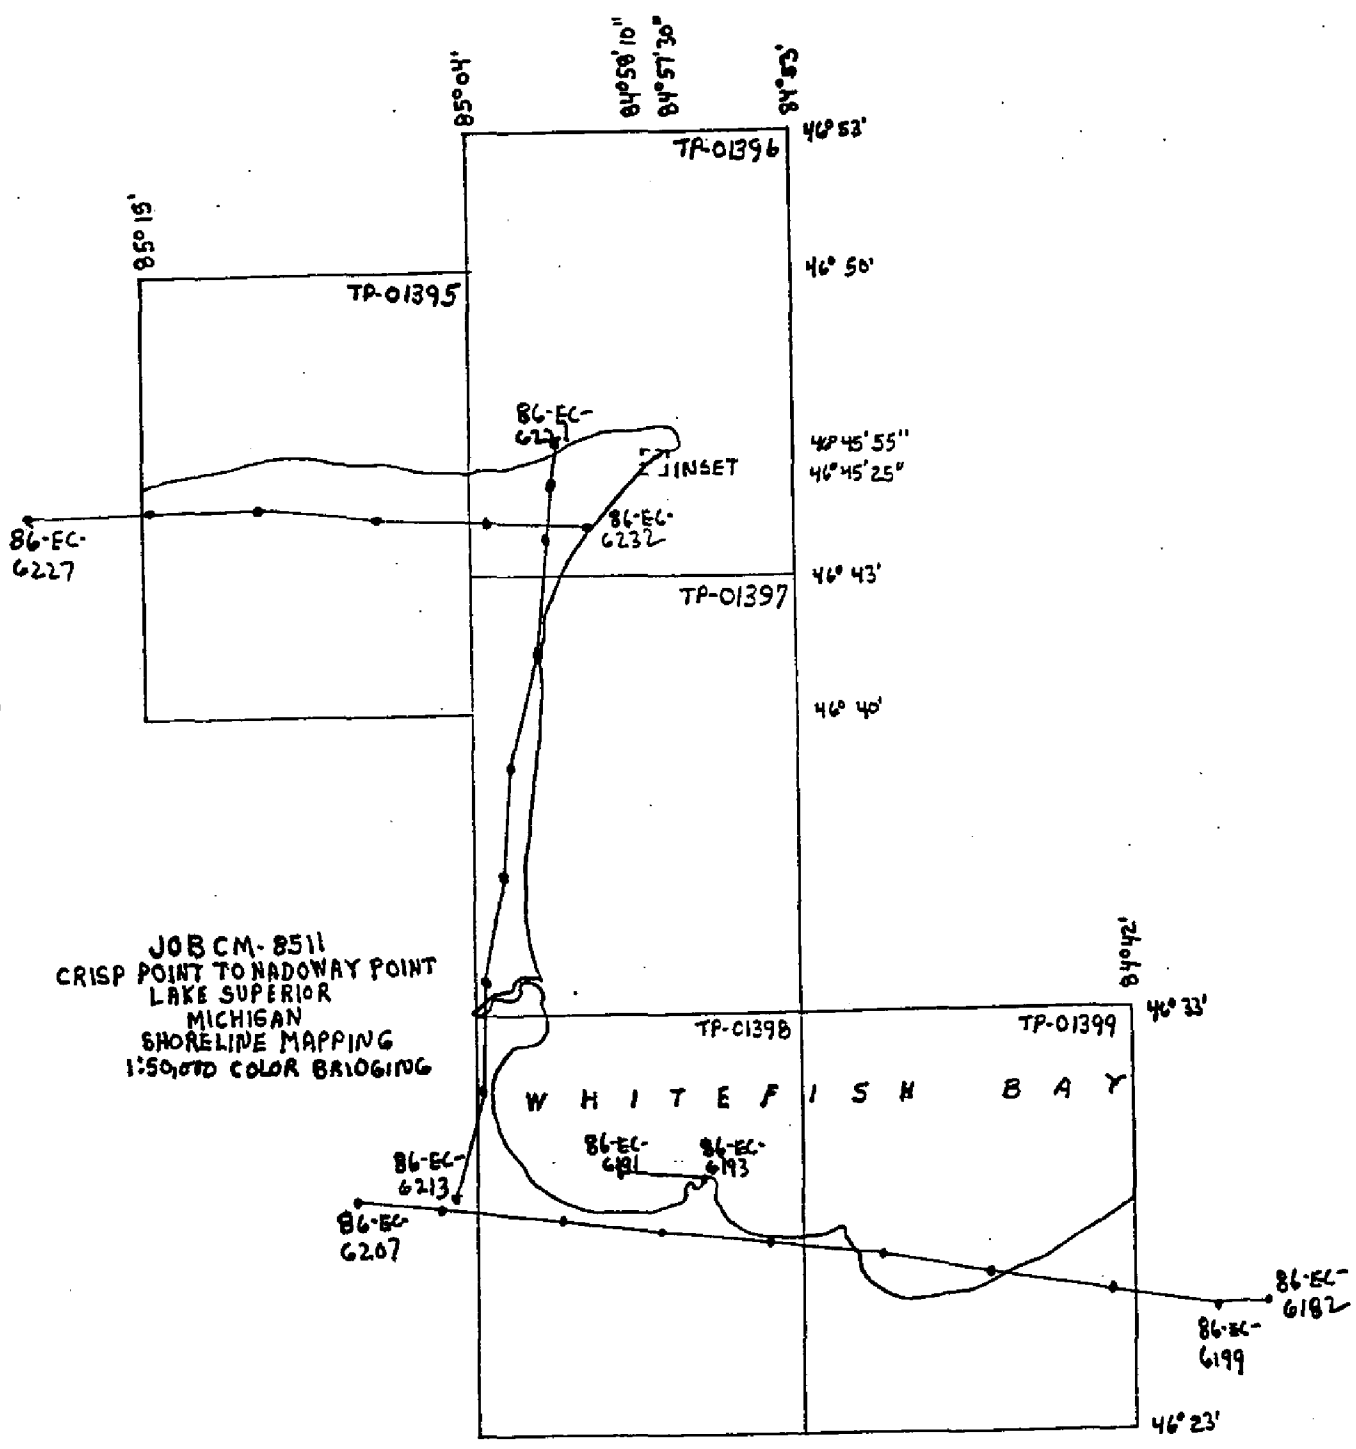 85° 04'
84° 58' 10"
84° 57' 30"
84° 53'
46° 53'
TP-01396
85° 15'
46° 50'
TP-01395
86-EC-
46° 45' 55"
46° 45' 25"
INSET
86-EC-
6232
86-EC-
6227
46° 43'
TP-01397
46° 40'
JOB CM-8511
CRISP POINT TO NADOWAY POINT
LAKE SUPERIOR
MICHIGAN
SHORELINE MAPPING
1:50,000 COLOR BRIDGING
84° 42'
46° 33'
TP-01398
TP-01399
WHITEFISH BAY
86-EC-
86-EC-
6193
86-EC-
6213
86-EC-
6207
86-EC-
6182
86-EC-
6199
46° 23'